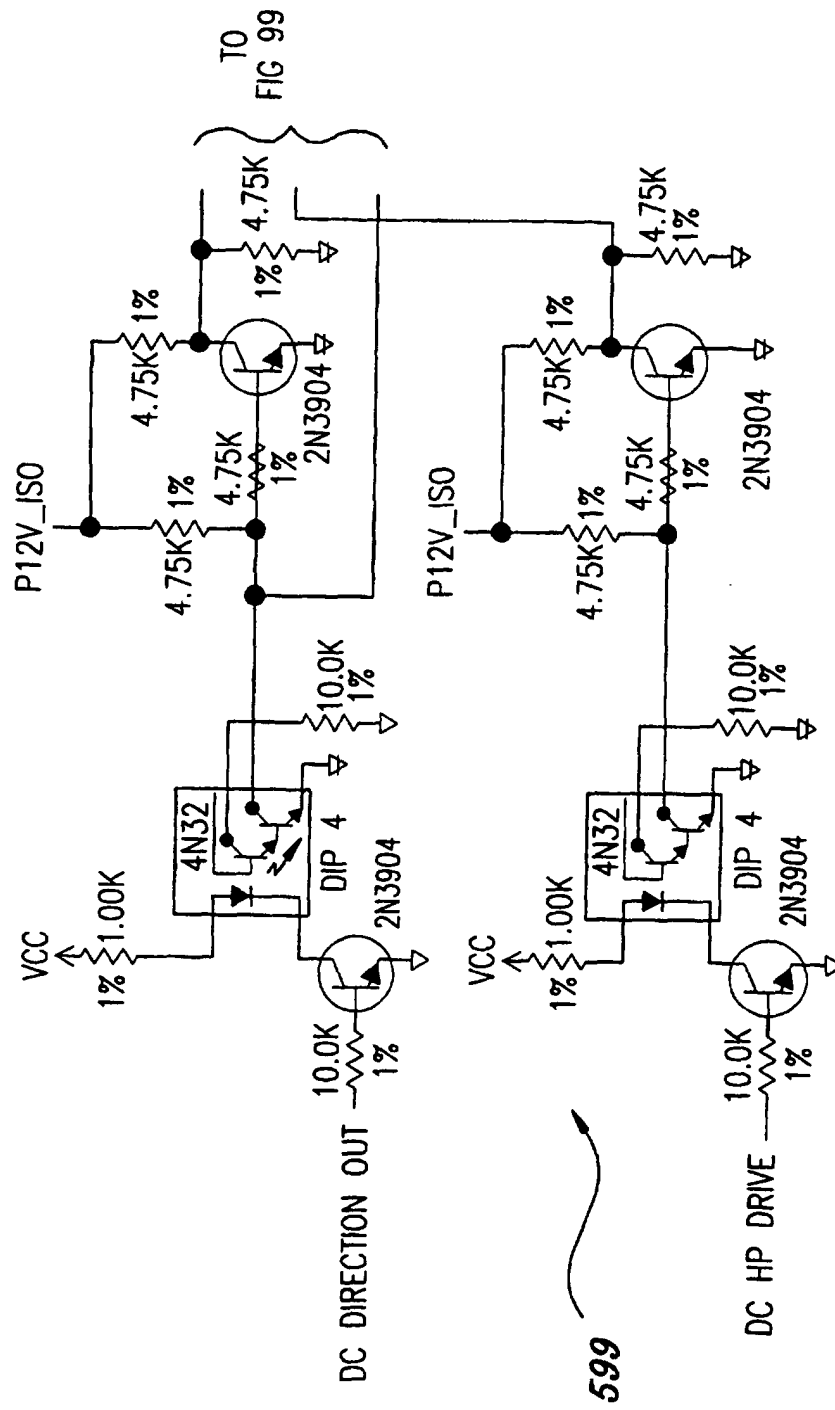 TO
FIG 99
P12V_ISO
4.75K
1%
4.75K
1%
4.75K
1%
4.75K
1%
2N3904
VCC
1.00K
1%
4N32
DIP 4
10.0K
1%
2N3904
10.0K
1%
DC DIRECTION OUT
P12V_ISO
4.75K
1%
4.75K
1%
4.75K
1%
4.75K
1%
2N3904
VCC
1.00K
1%
4N32
DIP 4
10.0K
1%
2N3904
10.0K
1%
DC HP DRIVE
599